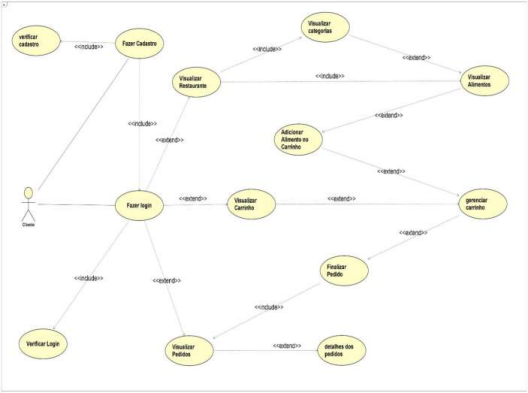 Visualizar
categorias
verificar
cadastro
<<include>>
Fazer Cadastro
<<include>>
<<extend>>
Visualizar
Restaurante
<<include>>
Visualizar
Alimentos
<<include>>
<<extend>>
<<extend>>
Adicionar
Alimento no
Carrinho
<<extend>>
Cliente
Fazer login
<<extend>>
Visualizar
Carrinho
<<extend>>
gerenciar
carrinho
<<extend>>
Finalizar
Pedido
<<include>>
<<extend>>
<<include>>
Verificar Login
Visualizar
Pedidos
<<extend>>
detalhes dos
pedidos